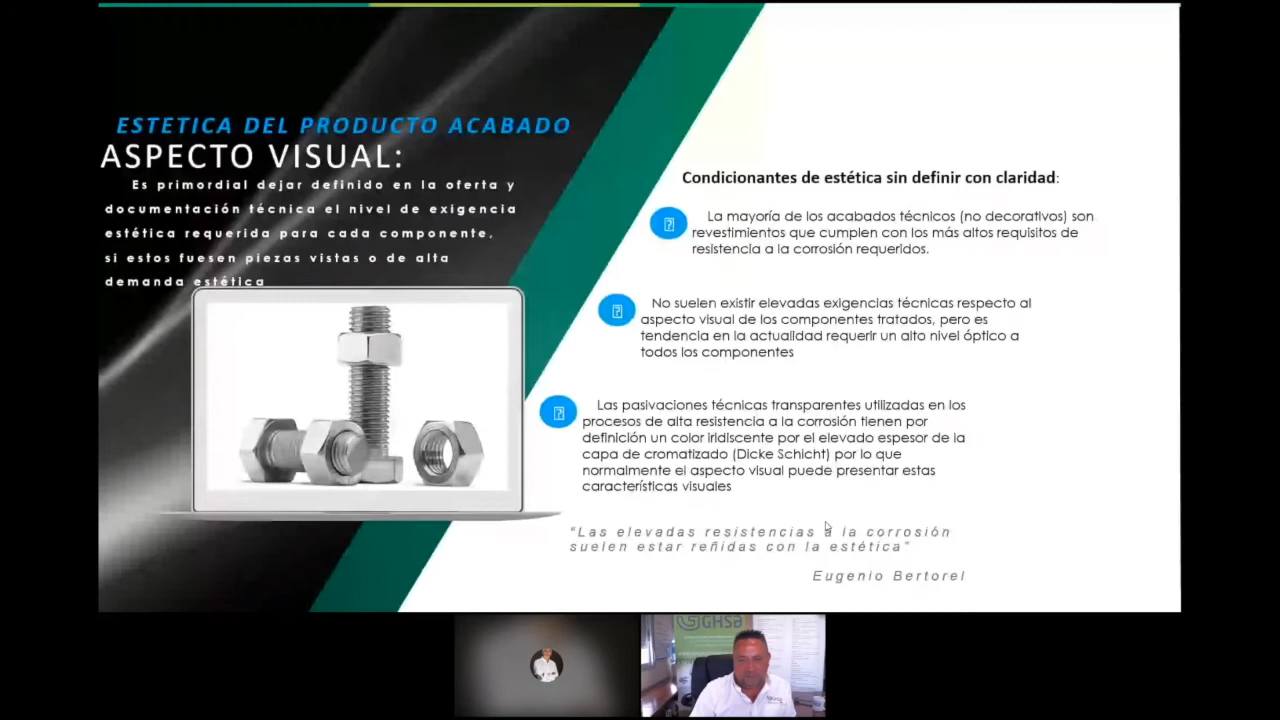 ESTETICA DEL PRODUCTO ACABADO
ASPECTO VISUAL:
Es primordial dejar definido en la oferta y
documentación técnica el nivel de exigencia
estética requerida para cada componente,
si estos fuesen piezas vistas o de alta
demanda estética
Condicionantes de estética sin definir con claridad:
La mayoría de los acabados técnicos (no decorativos) son
revestimientos que cumplen con los más altos requisitos de
resistencia a la corrosión requeridos.
No suelen existir elevadas exigencias técnicas respecto al
aspecto visual de los componentes tratados, pero es
tendencia en la actualidad requerir un alto nivel óptico a
todos los componentes
Las pasivaciones técnicas transparentes utilizadas en los
procesos de alta resistencia a la corrosión tienen por
definición un color iridiscente por el elevado espesor de la
capa de cromatizado (Dicke Schicht) por lo que
normalmente el aspecto visual puede presentar estas
características visuales
"Las elevadas resistencias a la corrosión
suelen estar reñidas con la estética"
Eugenio Bertorel
GHSA